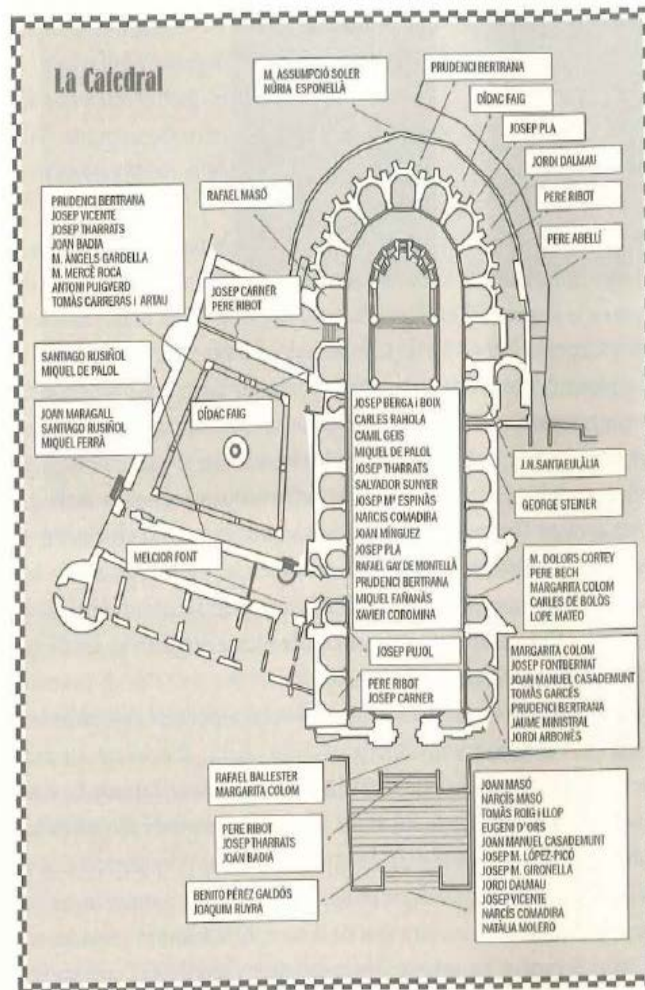 La Catedral
M. ASSUMPCIÓ SOLER
NÚRIA ESPONELLÀ
PRUDENCI BERTRANA
DÍDAC FAIG
JOSEP PLA
JORDI DALMAU
PERE RIBOT
PERE ABELLÍ
RAFAEL MASÓ
PRUDENCI BERTRANA
JOSEP VICENTE
JOSEP THARRATS
JOAN BADIA
M. ÀNGELS GARDELLA
M. MERCÈ ROCA
ANTONI PUIGVERD
TOMÀS CARRERAS I ARTAU
JOSEP CARNER
PERE RIBOT
SANTIAGO RUSIÑOL
MIQUEL DE PALOL
JOAN MARAGALL
SANTIAGO RUSIÑOL
MIQUEL FERRÀ
DÍDAC FAIG
MELCIOR FONT
JOSEP BERGA i BOIX
CARLES RAHOLA
CAMIL GEIS
MIQUEL DE PALOL
JOSEP THARRATS
SALVADOR SUNYER
JOSEP Mª ESPINÀS
NARCÍS COMADIRA
JOAN MÍNGUEZ
JOSEP PLA
RAFAEL GAY DE MONTELLÀ
PRUDENCI BERTRANA
MIQUEL FAÑANÀS
XAVIER COROMINA
J.N.SANTAEULÀLIA
GEORGE STEINER
M. DOLORS CORTEY
PERE BECH
MARGARITA COLOM
CARLES DE BOLÒS
LOPE MATEO
JOSEP PUJOL
PERE RIBOT
JOSEP CARNER
MARGARITA COLOM
JOSEP FONTBERNAT
JOAN MANUEL CASADEMUNT
TOMÀS GARCÉS
PRUDENCI BERTRANA
JAUME MINISTRAL
JORDI ARBONÈS
RAFAEL BALLESTER
MARGARITA COLOM
PERE RIBOT
JOSEP THARRATS
JOAN BADIA
BENITO PÉREZ GALDÓS
JOAQUIM RUYRA
JOAN MASÓ
NARCÍS MASÓ
TOMÀS ROIG I LLOP
EUGENI D'ORS
JOAN MANUEL CASADEMUNT
JOSEP M. LÓPEZ-PICÓ
JOSEP M. GIRONELLA
JORDI DALMAU
JOSEP VICENTE
NARCÍS COMADIRA
NATÀLIA MOLERO